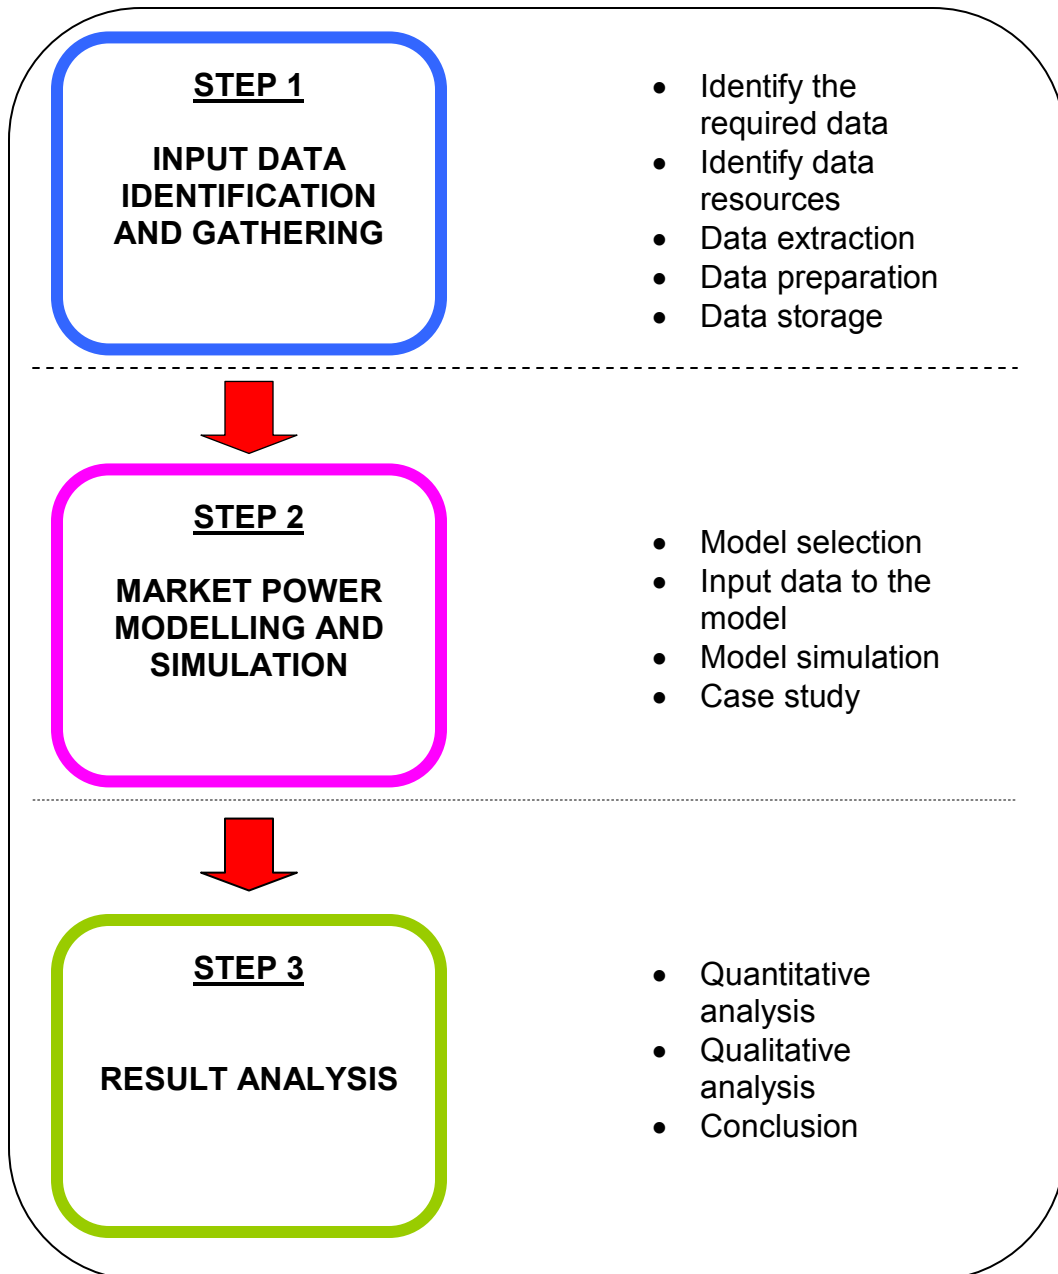 STEP 1
INPUT DATA
IDENTIFICATION
AND GATHERING
• Identify the
required data
• Identify data
resources
• Data extraction
• Data preparation
• Data storage
STEP 2
MARKET POWER
MODELLING AND
SIMULATION
• Model selection
• Input data to the
model
• Model simulation
• Case study
STEP 3
RESULT ANALYSIS
• Quantitative
analysis
• Qualitative
analysis
• Conclusion